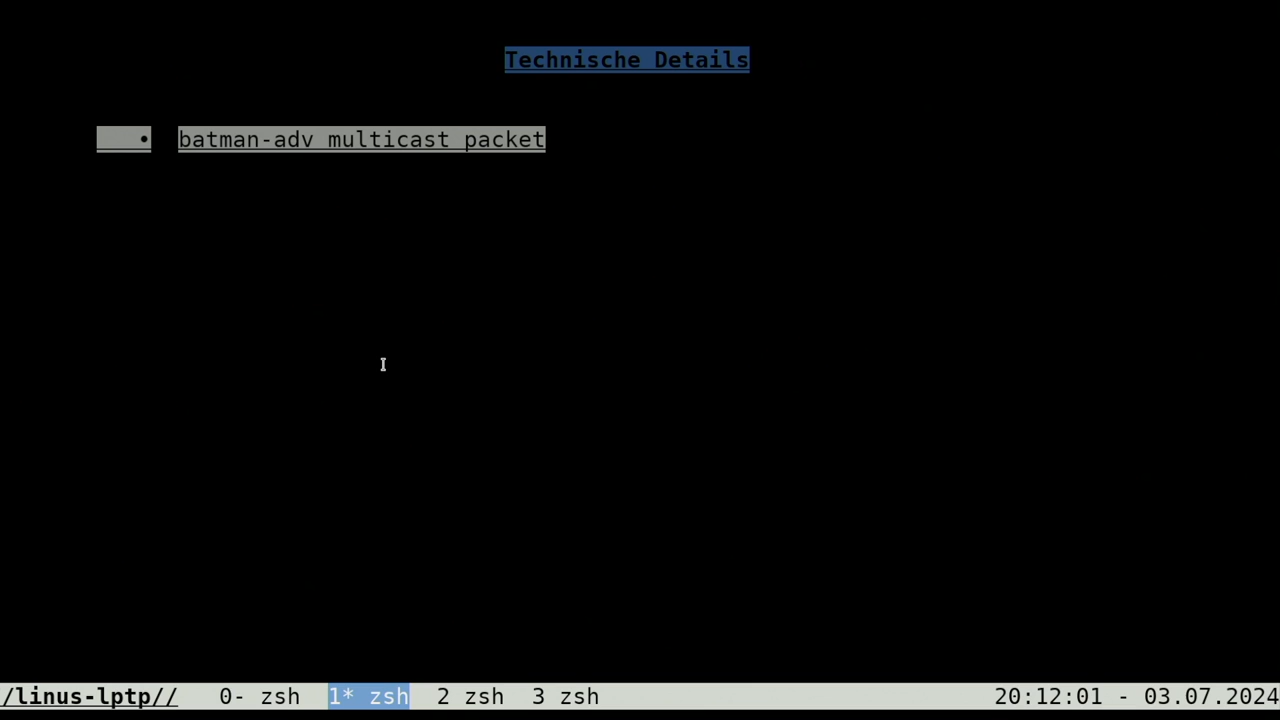 Technische Details
• batman-adv multicast packet
/linus-lptp// 0- zsh 1* zsh 2 zsh 3 zsh 20:12:01 - 03.07.2024